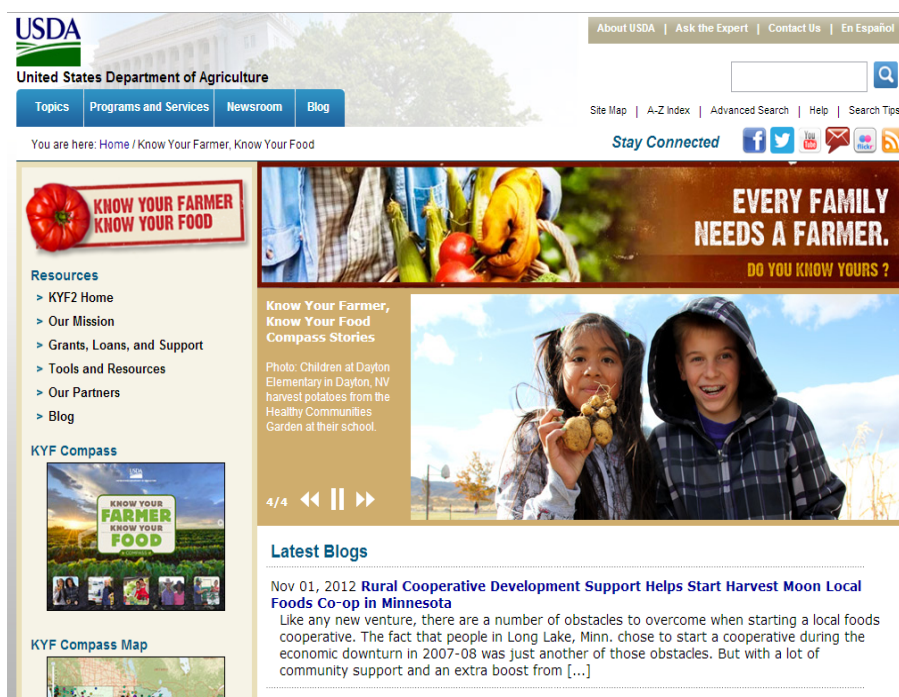 USDA
United States Department of Agriculture
About USDA | Ask the Expert | Contact Us | En Español
Site Map | A-Z Index | Advanced Search | Help | Search Tips
Topics
Programs and Services
Newsroom
Blog
You are here: Home / Know Your Farmer, Know Your Food
Stay Connected
You
Tube
flickr
KNOW YOUR FARMER
KNOW YOUR FOOD
EVERY FAMILY
NEEDS A FARMER.
DO YOU KNOW YOURS ?
Resources
> KYF2 Home
> Our Mission
> Grants, Loans, and Support
> Tools and Resources
> Our Partners
> Blog
KYF Compass
USDA
KNOW YOUR
FARMER
KNOW YOUR
FOOD
COMPASS
KYF Compass Map
Know Your Farmer,
Know Your Food
Compass Stories
Photo: Children at Dayton
Elementary in Dayton, NV
harvest potatoes from the
Healthy Communities
Garden at their school.
4/4
Latest Blogs
Nov 01, 2012 Rural Cooperative Development Support Helps Start Harvest Moon Local
Foods Co-op in Minnesota
Like any new venture, there are a number of obstacles to overcome when starting a local foods
cooperative. The fact that people in Long Lake, Minn. chose to start a cooperative during the
economic downturn in 2007-08 was just another of those obstacles. But with a lot of
community support and an extra boost from [...]